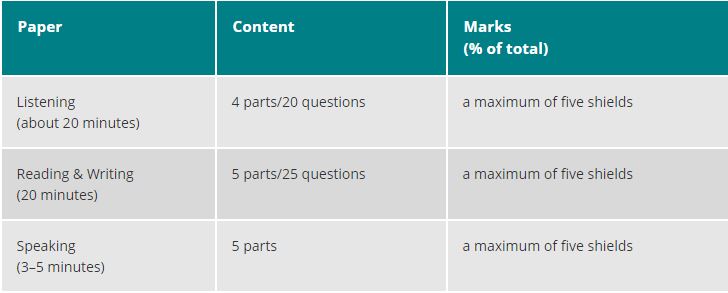 Paper
Content
Marks
(% of total)
Listening
(about 20 minutes)
4 parts/20 questions
a maximum of five shields
Reading & Writing
(20 minutes)
5 parts/25 questions
a maximum of five shields
Speaking
(3–5 minutes)
5 parts
a maximum of five shields